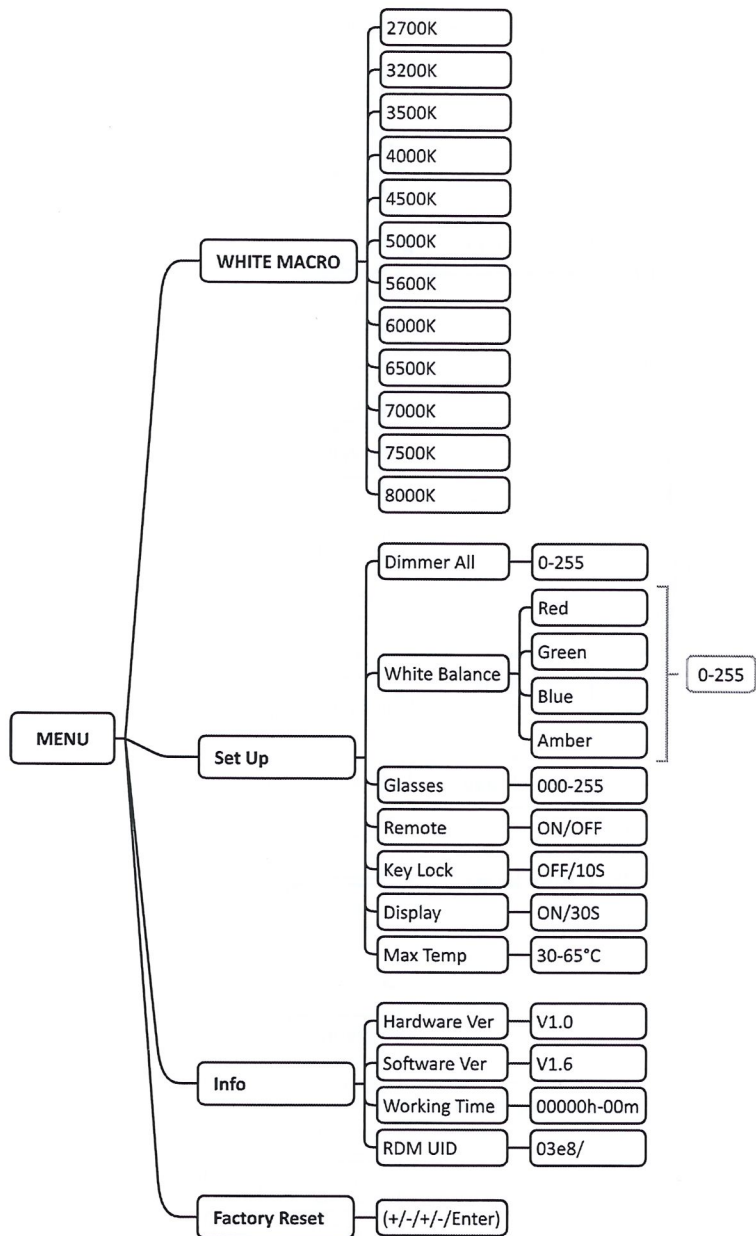 MENU
WHITE MACRO
2700K
3200K
3500K
4000K
4500K
5000K
5600K
6000K
6500K
7000K
7500K
8000K
Set Up
Dimmer All
0-255
White Balance
Red
Green
Blue
Amber
0-255
Glasses
000-255
Remote
ON/OFF
Key Lock
OFF/10S
Display
ON/30S
Max Temp
30-65°C
Info
Hardware Ver
V1.0
Software Ver
V1.6
Working Time
00000h-00m
RDM UID
03e8/
Factory Reset
(+/-/+/-/Enter)